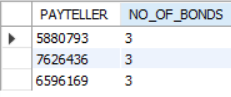 PAYTELLER NO_OF_BONDS
5880793 3
7626436 3
6596169 3